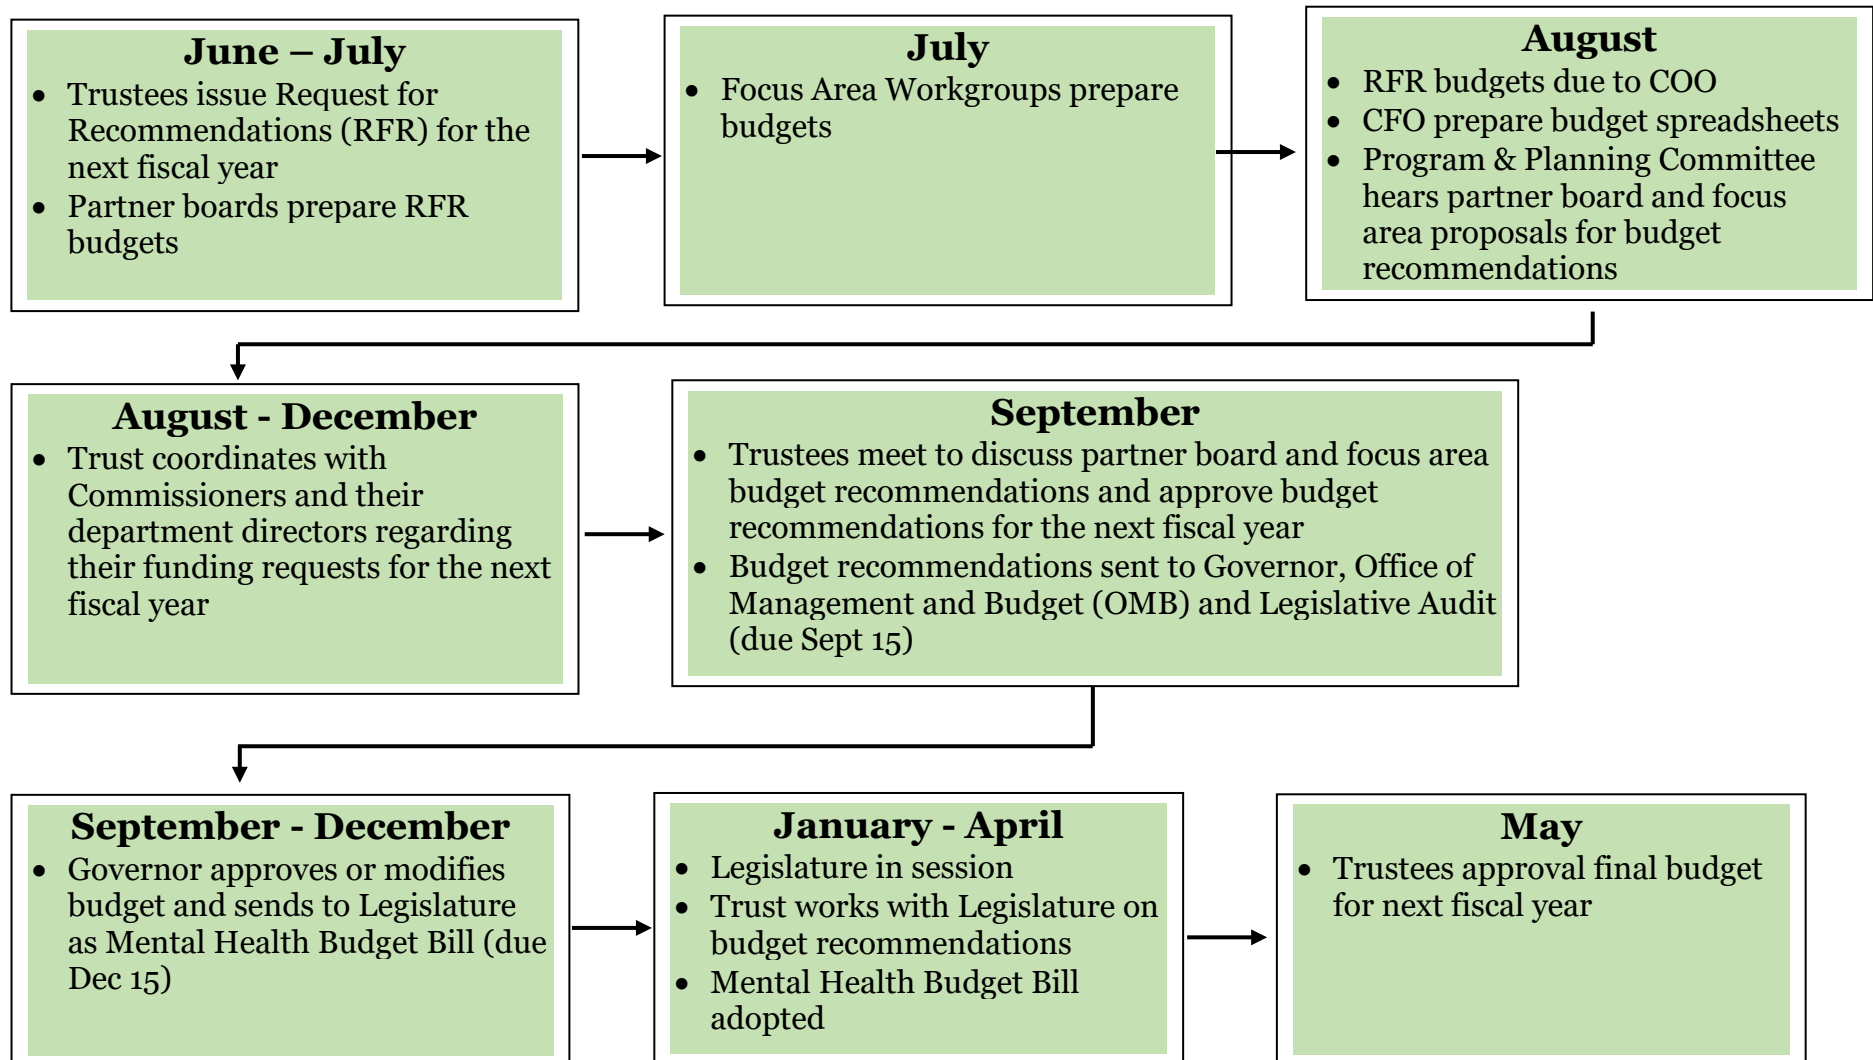 June – July
• Trustees issue Request for
Recommendations (RFR) for the
next fiscal year
• Partner boards prepare RFR
budgets
July
• Focus Area Workgroups prepare
budgets
August
• RFR budgets due to COO
• CFO prepare budget spreadsheets
• Program & Planning Committee
hears partner board and focus
area proposals for budget
recommendations
August - December
• Trust coordinates with
Commissioners and their
department directors regarding
their funding requests for the next
fiscal year
September
• Trustees meet to discuss partner board and focus area
budget recommendations and approve budget
recommendations for the next fiscal year
• Budget recommendations sent to Governor, Office of
Management and Budget (OMB) and Legislative Audit
(due Sept 15)
September - December
• Governor approves or modifies
budget and sends to Legislature
as Mental Health Budget Bill (due
Dec 15)
January - April
• Legislature in session
• Trust works with Legislature on
budget recommendations
• Mental Health Budget Bill
adopted
May
• Trustees approval final budget
for next fiscal year